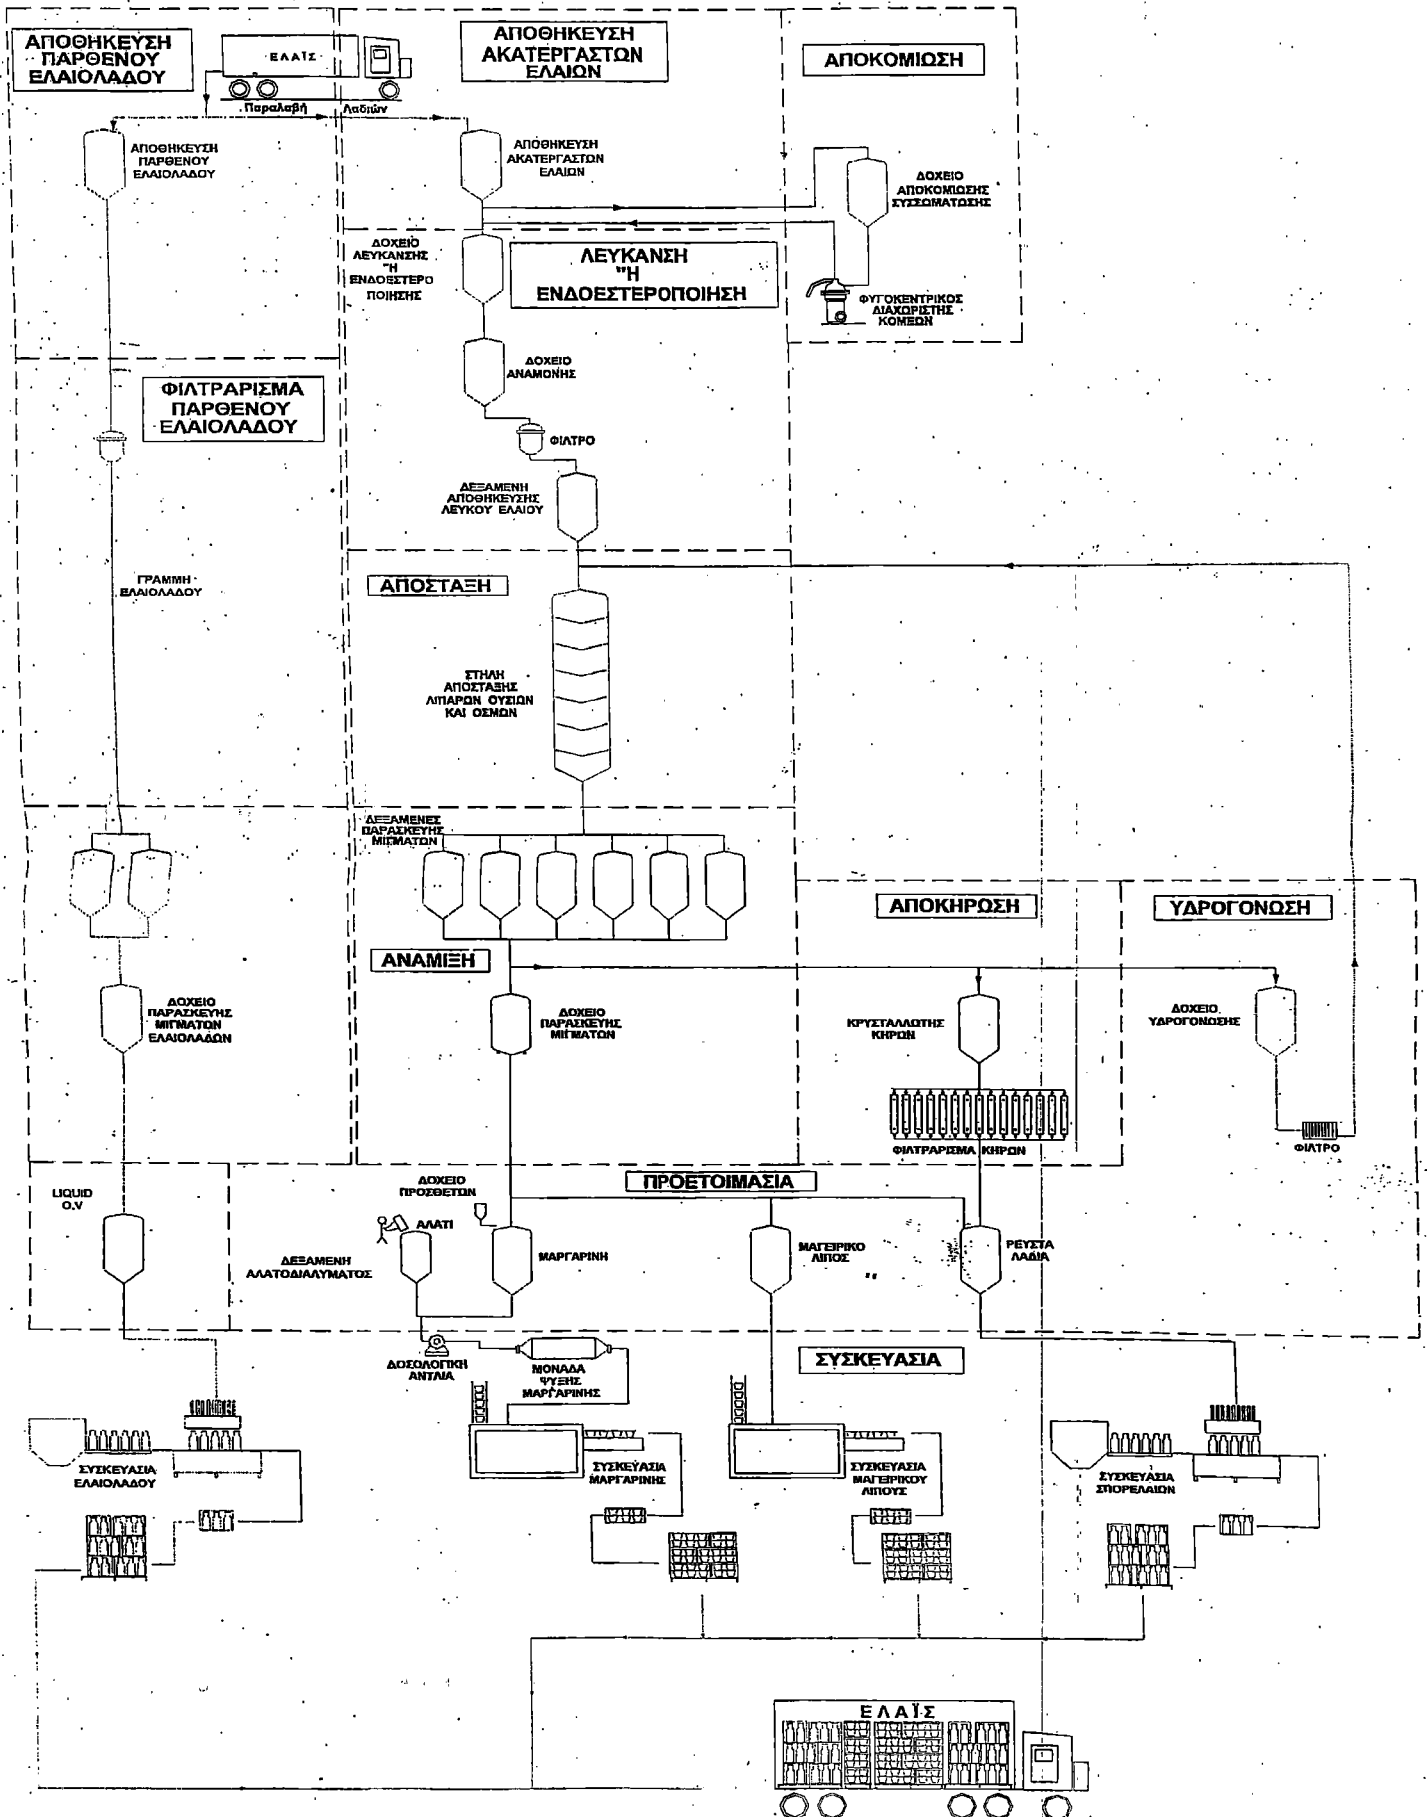 ΑΠΟΘΗΚΕΥΣΗ
ΠΑΡΘΕΝΟΥ
ΕΛΑΙΟΛΑΔΟΥ
ΕΛΑΪΣ
Παραλαβή Λαδιών
ΑΠΟΘΗΚΕΥΣΗ
ΑΚΑΤΕΡΓΑΣΤΩΝ
ΕΛΑΙΩΝ
ΑΠΟΚΟΜΙΩΣΗ
ΑΠΟΘΗΚΕΥΣΗ
ΠΑΡΘΕΝΟΥ
ΕΛΑΙΟΛΑΔΟΥ
ΑΠΟΘΗΚΕΥΣΗ
ΑΚΑΤΕΡΓΑΣΤΩΝ
ΕΛΑΙΩΝ
ΔΟΧΕΙΟ
ΑΠΟΚΟΜΙΩΣΗΣ
ΣΥΣΣΩΜΑΤΩΣΗΣ
ΔΟΧΕΙΟ
ΛΕΥΚΑΝΣΗΣ
"Η
ΕΝΔΟΕΣΤΕΡΟ
ΠΟΙΗΣΗΣ
ΛΕΥΚΑΝΣΗ
"Η
ΕΝΔΟΕΣΤΕΡΟΠΟΙΗΣΗ
ΦΥΓΟΚΕΝΤΡΙΚΟΣ
ΔΙΑΧΩΡΙΣΤΗΣ
ΚΟΜΕΩΝ
ΔΟΧΕΙΟ
ΑΝΑΜΟΝΗΣ
ΦΙΛΤΡΑΡΙΣΜΑ
ΠΑΡΘΕΝΟΥ
ΕΛΑΙΟΛΑΔΟΥ
ΦΙΛΤΡΟ
ΔΕΞΑΜΕΝΗ
ΑΠΟΘΗΚΕΥΣΗΣ
ΛΕΥΚΟΥ ΕΛΑΙΟΥ
ΓΡΑΜΜΗ
ΕΛΑΙΟΛΑΔΟΥ
ΑΠΟΣΤΑΞΗ
ΣΤΗΛΗ
ΑΠΟΣΤΑΞΗΣ
ΛΙΠΑΡΩΝ ΟΥΣΙΩΝ
ΚΑΙ ΟΣΜΩΝ
ΔΕΞΑΜΕΝΕΣ
ΠΑΡΑΣΚΕΥΗΣ
ΜΙΓΜΑΤΩΝ
ΑΠΟΚΗΡΩΣΗ
ΥΔΡΟΓΟΝΩΣΗ
ΑΝΑΜΙΞΗ
ΔΟΧΕΙΟ
ΠΑΡΑΣΚΕΥΗΣ
ΜΙΓΜΑΤΩΝ
ΕΛΑΙΟΛΑΔΩΝ
ΔΟΧΕΙΟ
ΠΑΡΑΣΚΕΥΗΣ
ΜΙΓΜΑΤΩΝ
ΚΡΥΣΤΑΛΛΩΤΗΣ
ΚΗΡΩΝ
ΔΟΧΕΙΟ
ΥΔΡΟΓΟΝΩΣΗΣ
ΦΙΛΤΡΑΡΙΣΜΑ ΚΗΡΩΝ
ΦΙΛΤΡΟ
ΠΡΟΕΤΟΙΜΑΣΙΑ
LIQUID
O.V
ΔΟΧΕΙΟ
ΠΡΟΣΘΕΤΩΝ
ΑΛΑΤΙ
ΔΕΞΑΜΕΝΗ
ΑΛΑΤΟΔΙΑΛΥΜΑΤΟΣ
ΜΑΡΓΑΡΙΝΗ
ΜΑΓΕΙΡΙΚΟ
ΛΙΠΟΣ
ΡΕΥΣΤΑ
ΛΑΔΙΑ
ΔΟΣΟΛΟΓΙΚΗ
ΑΝΤΛΙΑ
ΜΟΝΑΔΑ
ΨΥΞΗΣ
ΜΑΡΓΑΡΙΝΗΣ
ΣΥΣΚΕΥΑΣΙΑ
ΣΥΣΚΕΥΑΣΙΑ
ΕΛΑΙΟΛΑΔΟΥ
ΣΥΣΚΕΥΑΣΙΑ
ΜΑΡΓΑΡΙΝΗΣ
ΣΥΣΚΕΥΑΣΙΑ
ΜΑΓΕΙΡΙΚΟΥ
ΛΙΠΟΥΣ
ΣΥΣΚΕΥΑΣΙΑ
ΣΠΟΡΕΛΑΙΩΝ
ΕΛΑΪΣ